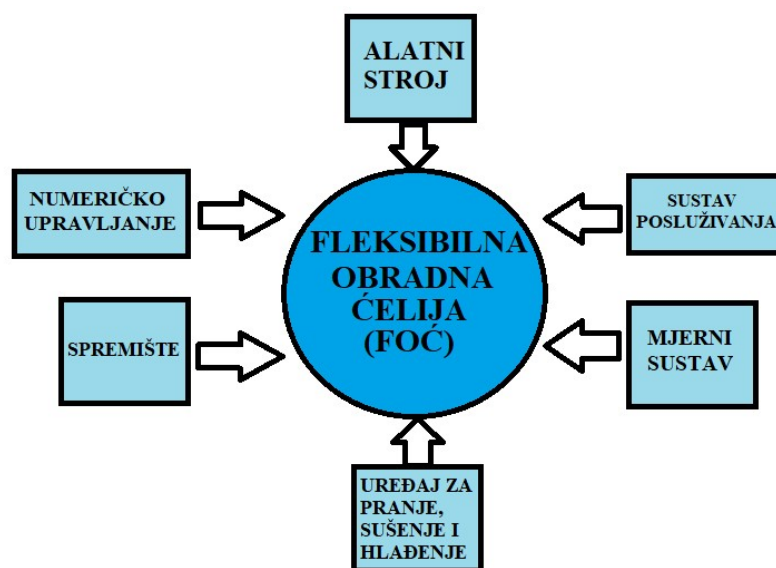 ALATNI
STROJ
NUMERIČKO
UPRAVLJANJE
SUSTAV
POSLUŽIVANJA
FLEKSIBILNA
OBRADNA
ĆELIJA
(FOĆ)
SPREMIŠTE
MJERNI
SUSTAV
UREĐAJ ZA
PRANJE,
SUŠENJE I
HLAĐENJE